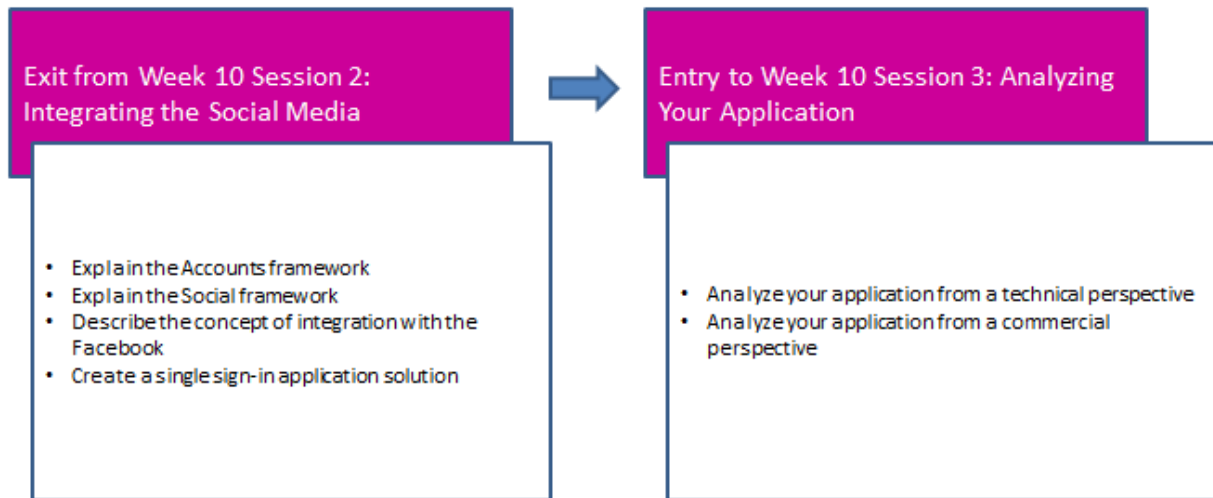 Exit from Week 10 Session 2:
Integrating the Social Media
• Explain the Accounts framework
• Explain the Social framework
• Describe the concept of integration with the
Facebook
• Create a single sign-in application solution
Entry to Week 10 Session 3: Analyzing
Your Application
• Analyze your application from a technical perspective
• Analyze your application from a commercial
perspective